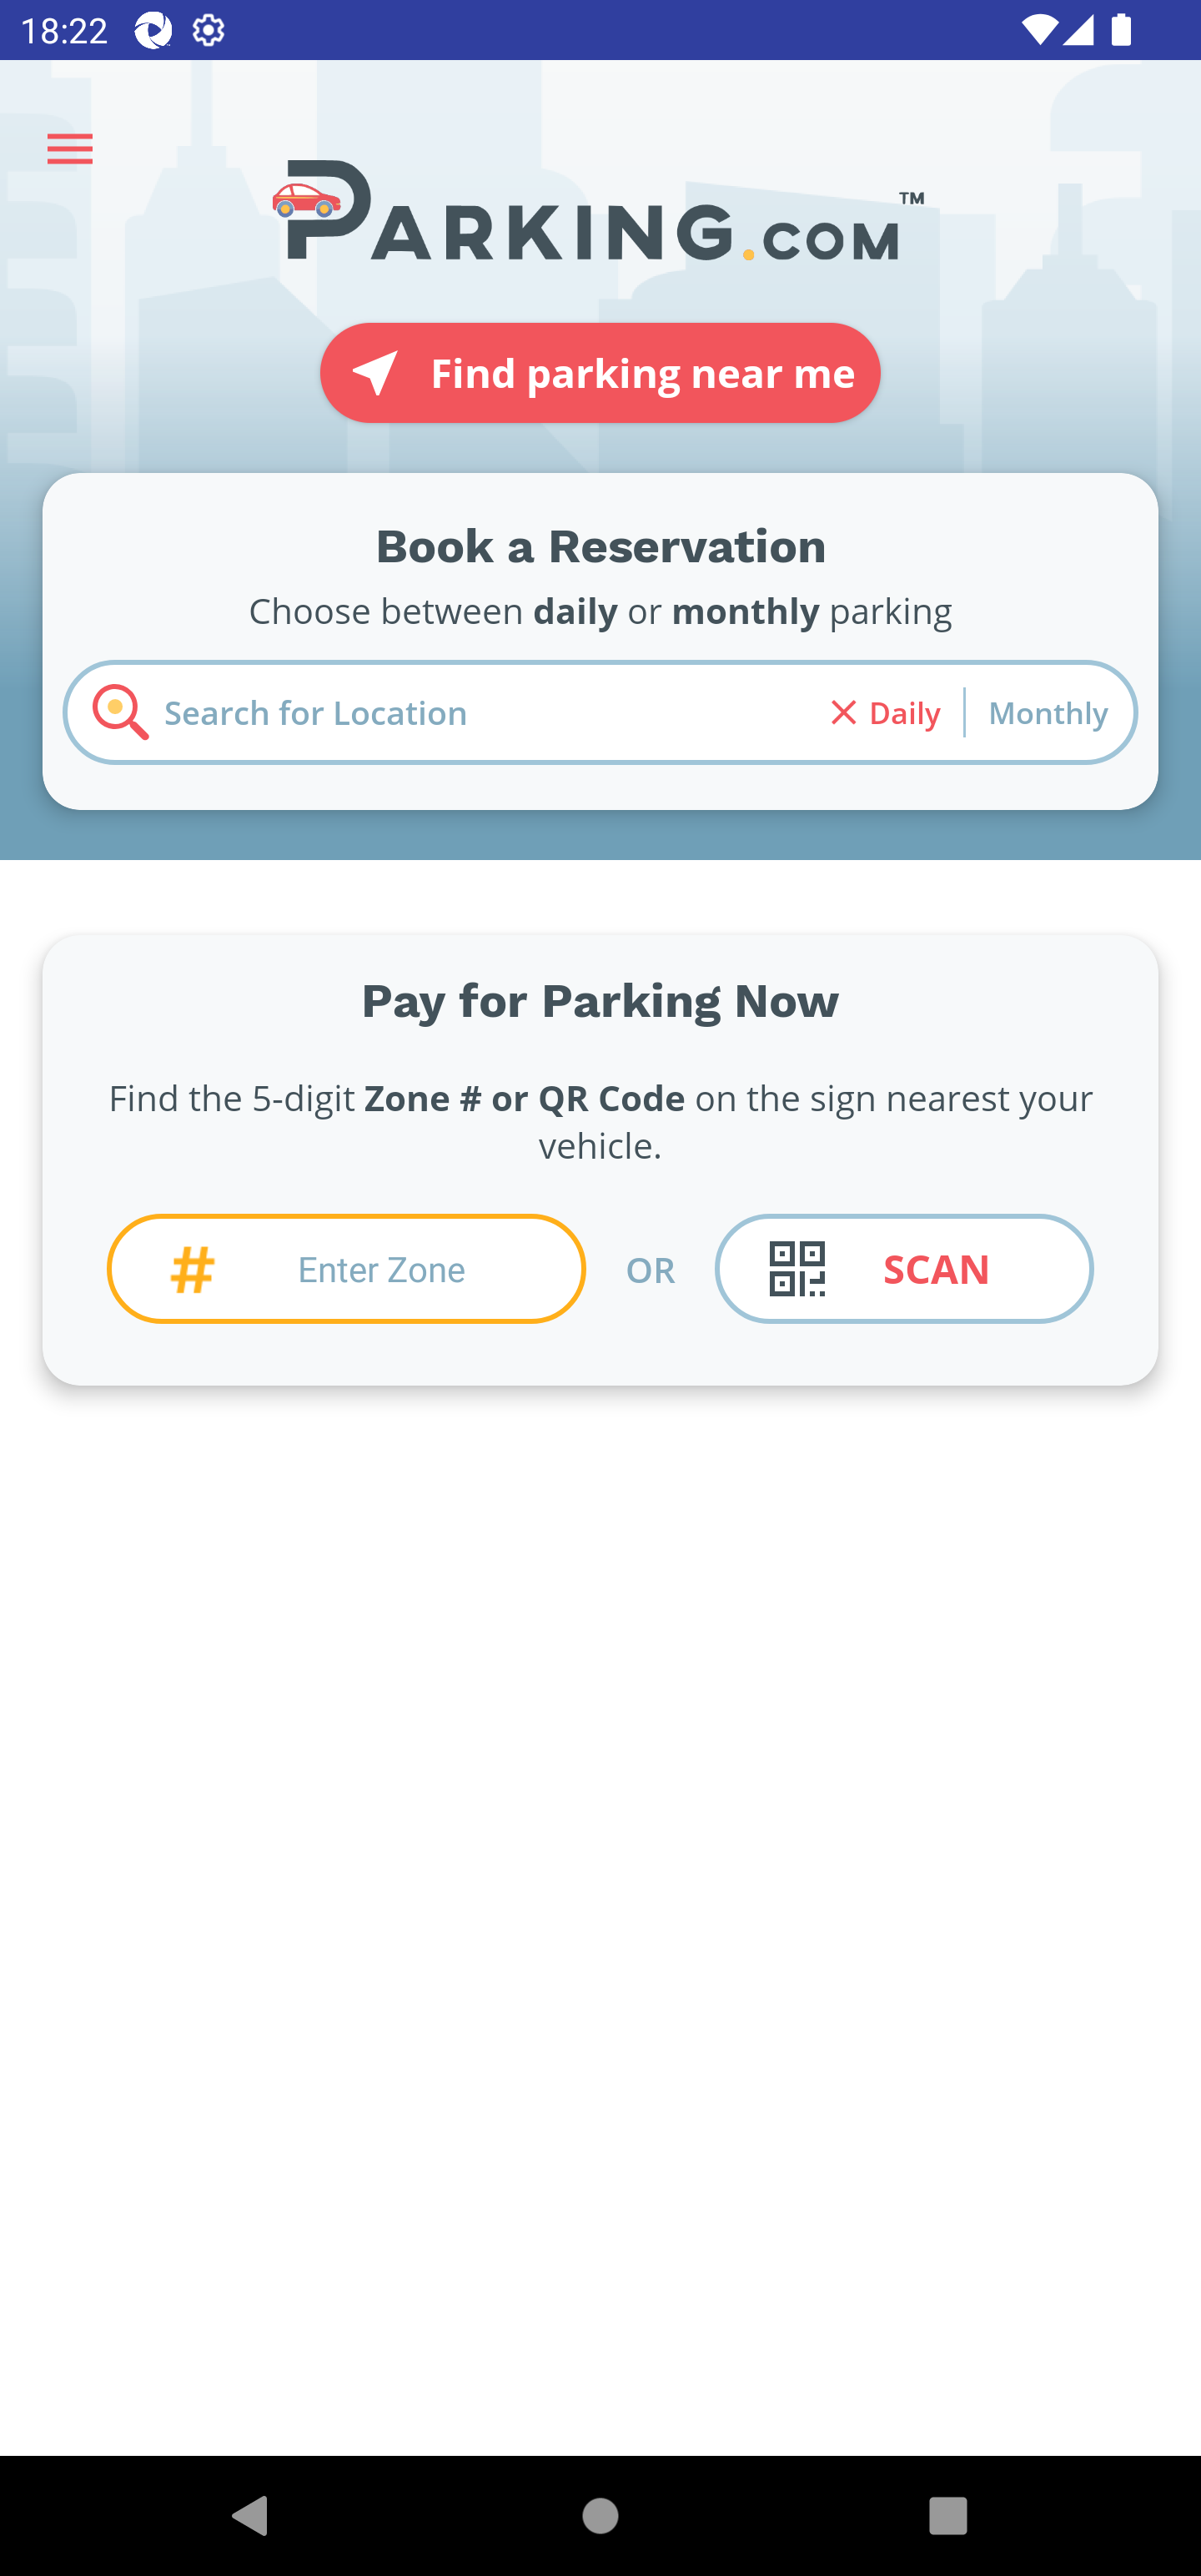 18:22
PARKING.COM™
Find parking near me
Book a Reservation
Choose between daily or monthly parking
Search for Location
Daily
Monthly
Pay for Parking Now
Find the 5-digit Zone # or QR Code on the sign nearest your
vehicle.
# Enter Zone
OR
SCAN